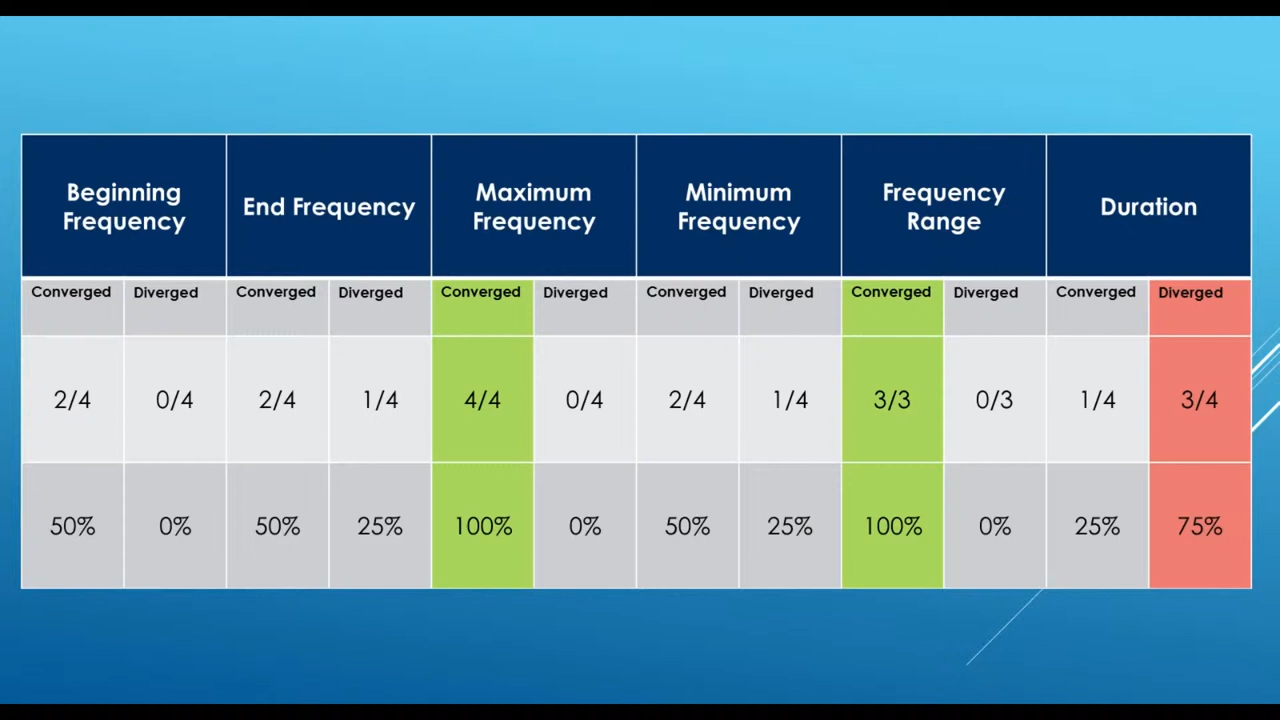 Beginning
Frequency
End Frequency
Maximum
Frequency
Minimum
Frequency
Frequency
Range
Duration
Converged Diverged Converged Diverged Converged Diverged Converged Diverged Converged Diverged Converged Diverged
2/4 0/4 2/4 1/4 4/4 0/4 2/4 1/4 3/3 0/3 1/4 3/4
50% 0% 50% 25% 100% 0% 50% 25% 100% 0% 25% 75%